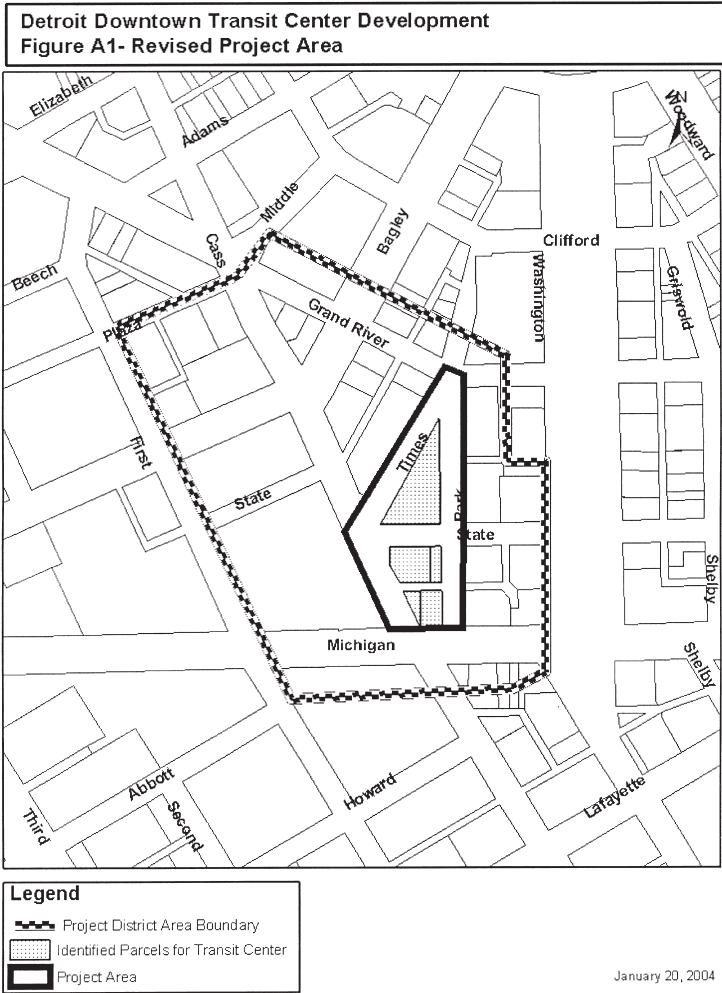 Detroit Downtown Transit Center Development
Figure A1- Revised Project Area
Elizabeth
Adams
Woodward
N
Middle
Cass
Bagley
Clifford
Beech
Washington
Griswold
Plaza
Grand River
First
Times
State
Park
State
Shelby
Michigan
Shelby
Abbott
Howard
Lafayette
Third
Second
Legend
Project District Area Boundary
Identified Parcels for Transit Center
Project Area
January 20, 2004